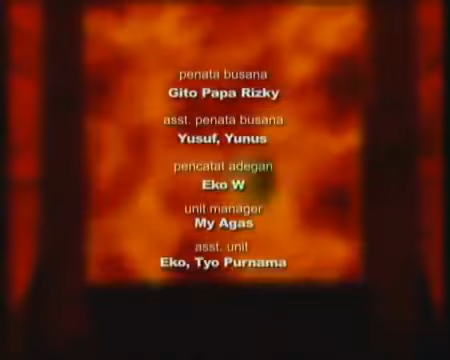 penata busana
Gito Papa Rizky
asst. penata busana
Yusuf, Yunus
pencatat adegan
Eko W
unit manager
My Agas
asst. unit
Eko, Tyo Purnama